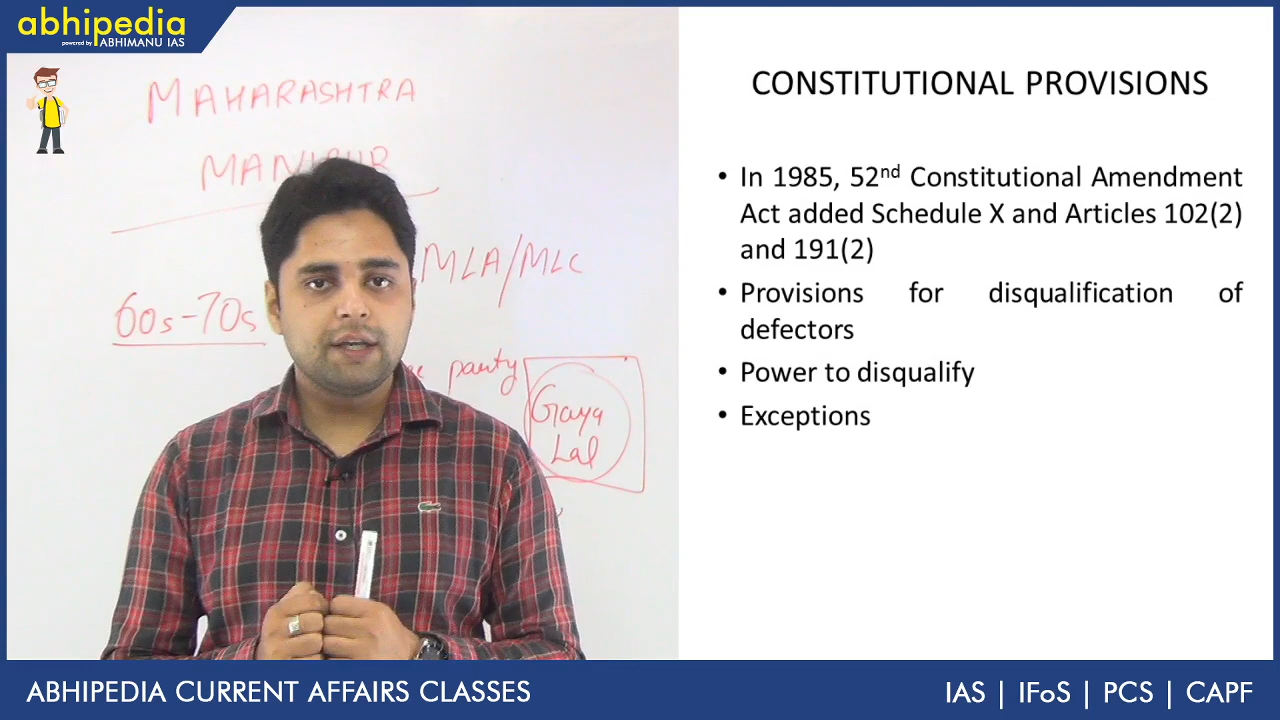 abhipedia
powered by ABHIMANU IAS
MAHARASHTRA
MANIPUR
MLA/MLC
60s-70s
party
Gaya
Lal
CONSTITUTIONAL PROVISIONS
• In 1985, 52nd Constitutional Amendment
Act added Schedule X and Articles 102(2)
and 191(2)
• Provisions for disqualification of
defectors
• Power to disqualify
• Exceptions
ABHIPEDIA CURRENT AFFAIRS CLASSES
IAS | IFoS | PCS | CAPF